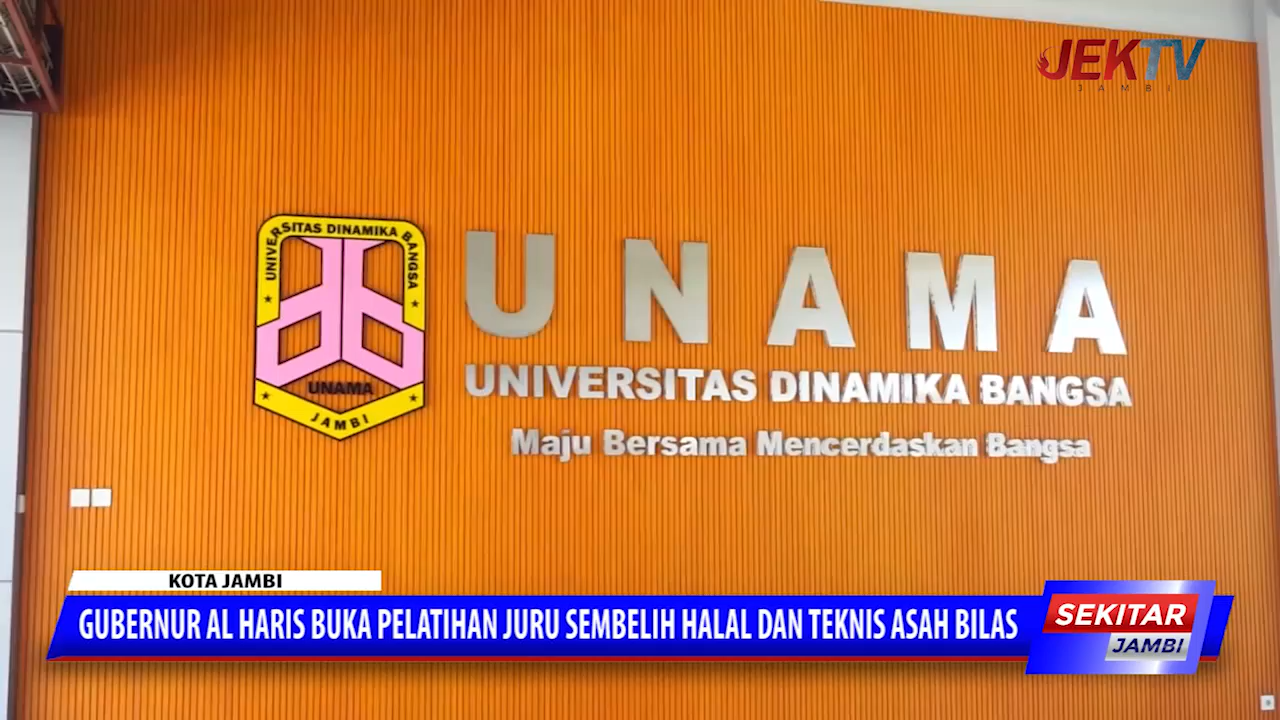 JEKTV
JAMBI
UNIVERSITAS DINAMIKA BANGSA
UNAMA
JAMBI
UNAMA
UNIVERSITAS DINAMIKA BANGSA
Maju Bersama Mencerdaskan Bangsa
KOTA JAMBI
GUBERNUR AL HARIS BUKA PELATIHAN JURU SEMBELIH HALAL DAN TEKNIS ASAH BILAS
SEKITAR
JAMBI